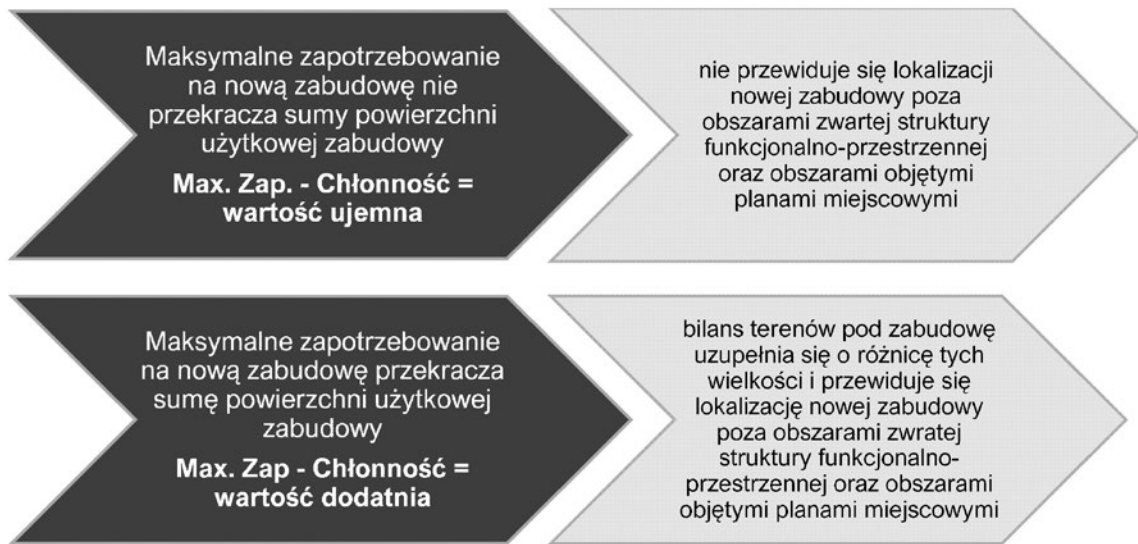 Maksymalne zapotrzebowanie
na nową zabudowę nie
przekracza sumy powierzchni
użytkowej zabudowy
Max. Zap. - Chłonność =
wartość ujemna
nie przewiduje się lokalizacji
nowej zabudowy poza
obszarami zwartej struktury
funkcjonalno-przestrzennej
oraz obszarami objętymi
planami miejscowymi
Maksymalne zapotrzebowanie
na nową zabudowę przekracza
sumę powierzchni użytkowej
zabudowy
Max. Zap - Chłonność =
wartość dodatnia
bilans terenów pod zabudowę
uzupełnia się o różnicę tych
wielkości i przewiduje się
lokalizację nowej zabudowy
poza obszarami zwratej
struktury funkcjonalno-
przestrzennej oraz obszarami
objętymi planami miejscowymi